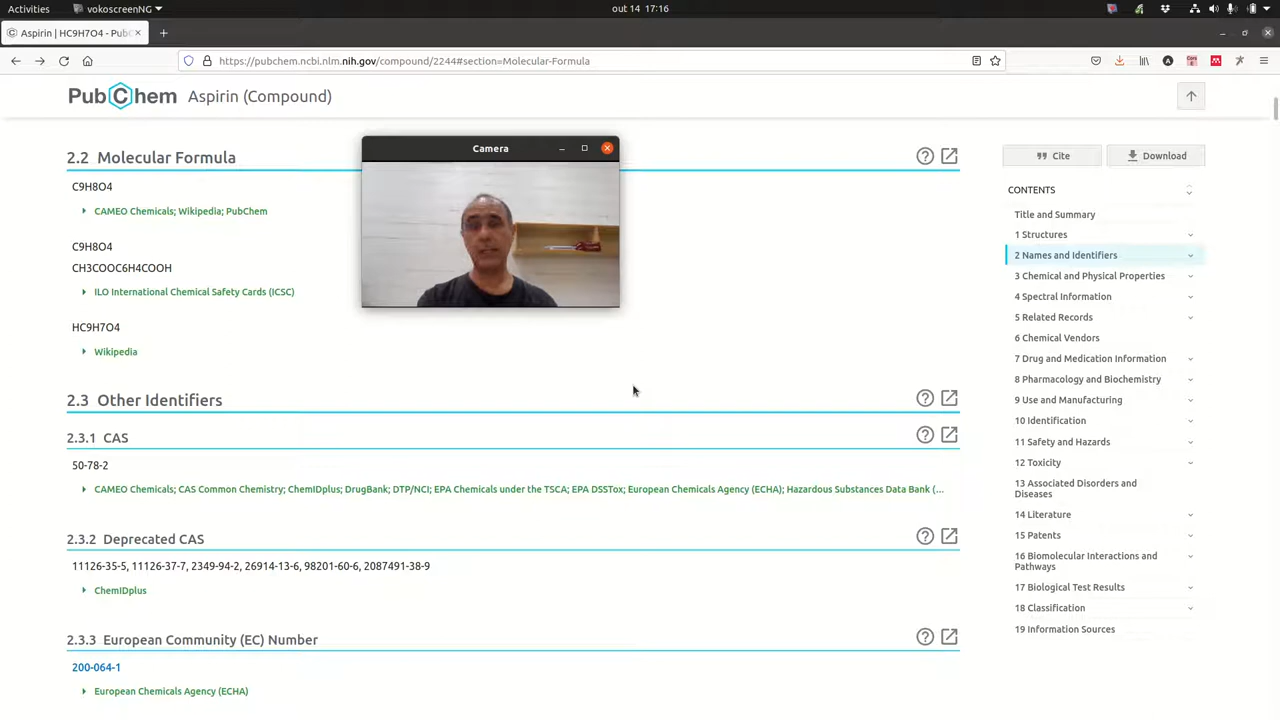 Activities vokoscreenNG out 14 17:16
Aspirin | HC9H7O4 - PubC
https://pubchem.ncbi.nlm.nih.gov/compound/2244#section=Molecular-Formula
PubChem Aspirin (Compound)
Camera
2.2 Molecular Formula
C9H8O4
CAMEO Chemicals; Wikipedia; PubChem
C9H8O4
CH3COOC6H4COOH
ILO International Chemical Safety Cards (ICSC)
HC9H7O4
Wikipedia
2.3 Other Identifiers
2.3.1 CAS
50-78-2
CAMEO Chemicals; CAS Common Chemistry; ChemIDplus; DrugBank; DTP/NCI; EPA Chemicals under the TSCA; EPA DSSTox; European Chemicals Agency (ECHA); Hazardous Substances Data Bank (...
2.3.2 Deprecated CAS
11126-35-5, 11126-37-7, 2349-94-2, 26914-13-6, 98201-60-6, 2087491-38-9
ChemIDplus
2.3.3 European Community (EC) Number
200-064-1
European Chemicals Agency (ECHA)
Cite Download
CONTENTS
Title and Summary
1 Structures
2 Names and Identifiers
3 Chemical and Physical Properties
4 Spectral Information
5 Related Records
6 Chemical Vendors
7 Drug and Medication Information
8 Pharmacology and Biochemistry
9 Use and Manufacturing
10 Identification
11 Safety and Hazards
12 Toxicity
13 Associated Disorders and
Diseases
14 Literature
15 Patents
16 Biomolecular Interactions and
Pathways
17 Biological Test Results
18 Classification
19 Information Sources